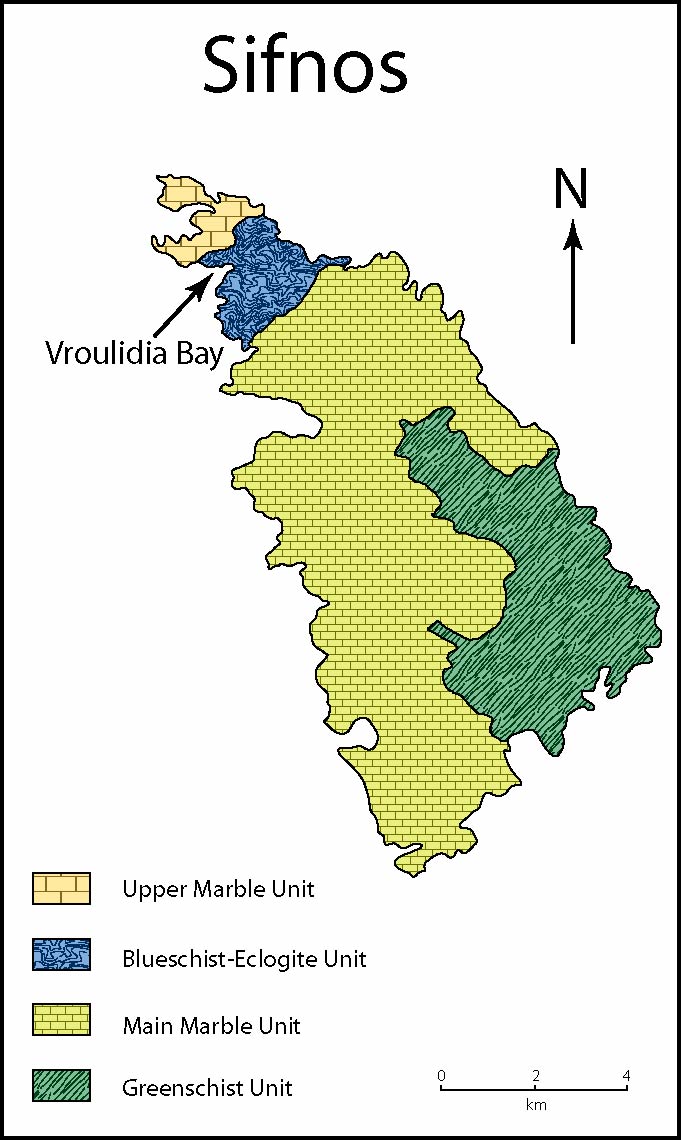 Sifnos
N
Vroulidia Bay
Upper Marble Unit
Blueschist-Eclogite Unit
Main Marble Unit
Greenschist Unit
0 2 4
km